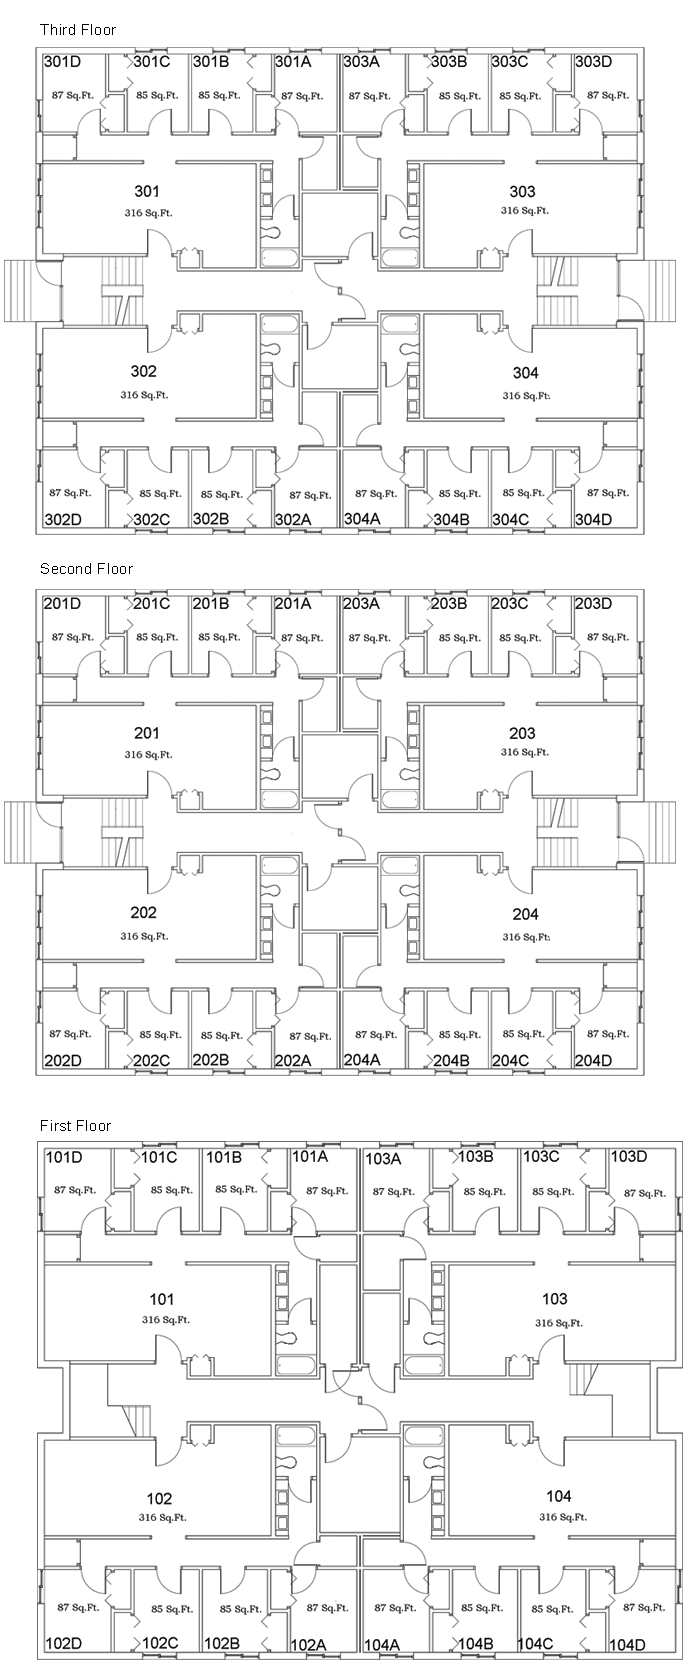 Third Floor
301D 301C 301B 301A 303A 303B 303C 303D
87 Sq.Ft. 85 Sq.Ft. 85 Sq.Ft. 87 Sq.Ft. 87 Sq.Ft. 85 Sq.Ft. 85 Sq.Ft. 87 Sq.Ft.
301 303
316 Sq.Ft. 316 Sq.Ft.
302 304
316 Sq.Ft. 316 Sq.Ft.
87 Sq.Ft. 85 Sq.Ft. 85 Sq.Ft. 87 Sq.Ft. 87 Sq.Ft. 85 Sq.Ft. 85 Sq.Ft. 87 Sq.Ft.
302D 302C 302B 302A 304A 304B 304C 304D
Second Floor
201D 201C 201B 201A 203A 203B 203C 203D
87 Sq.Ft. 85 Sq.Ft. 85 Sq.Ft. 87 Sq.Ft. 87 Sq.Ft. 85 Sq.Ft. 85 Sq.Ft. 87 Sq.Ft.
201 203
316 Sq.Ft. 316 Sq.Ft.
202 204
316 Sq.Ft. 316 Sq.Ft.
87 Sq.Ft. 85 Sq.Ft. 85 Sq.Ft. 87 Sq.Ft. 87 Sq.Ft. 85 Sq.Ft. 85 Sq.Ft. 87 Sq.Ft.
202D 202C 202B 202A 204A 204B 204C 204D
First Floor
101D 101C 101B 101A 103A 103B 103C 103D
87 Sq.Ft. 85 Sq.Ft. 85 Sq.Ft. 87 Sq.Ft. 87 Sq.Ft. 85 Sq.Ft. 85 Sq.Ft. 87 Sq.Ft.
101 103
316 Sq.Ft. 316 Sq.Ft.
102 104
316 Sq.Ft. 316 Sq.Ft.
87 Sq.Ft. 85 Sq.Ft. 85 Sq.Ft. 87 Sq.Ft. 87 Sq.Ft. 85 Sq.Ft. 85 Sq.Ft. 87 Sq.Ft.
102D 102C 102B 102A 104A 104B 104C 104D